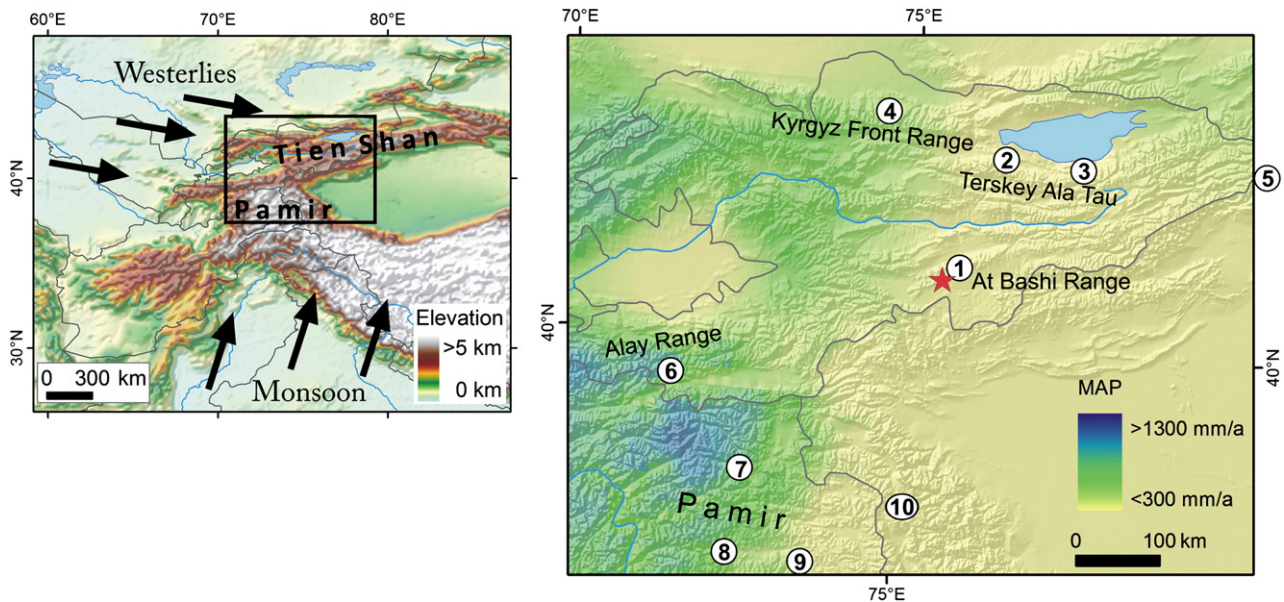 60°E
70°E
80°E
Westerlies
Tien Shan
40°N
Pamir
30°N
Elevation
>5 km
0 km
0 300 km
Monsoon
70°E
75°E
4
Kyrgyz Front Range
2
3
5
Terskey Ala Tau
1
At Bashi Range
40°N
Alay Range
6
40°N
MAP
>1300 mm/a
<300 mm/a
7
Pamir
10
8
9
0 100 km
75°E